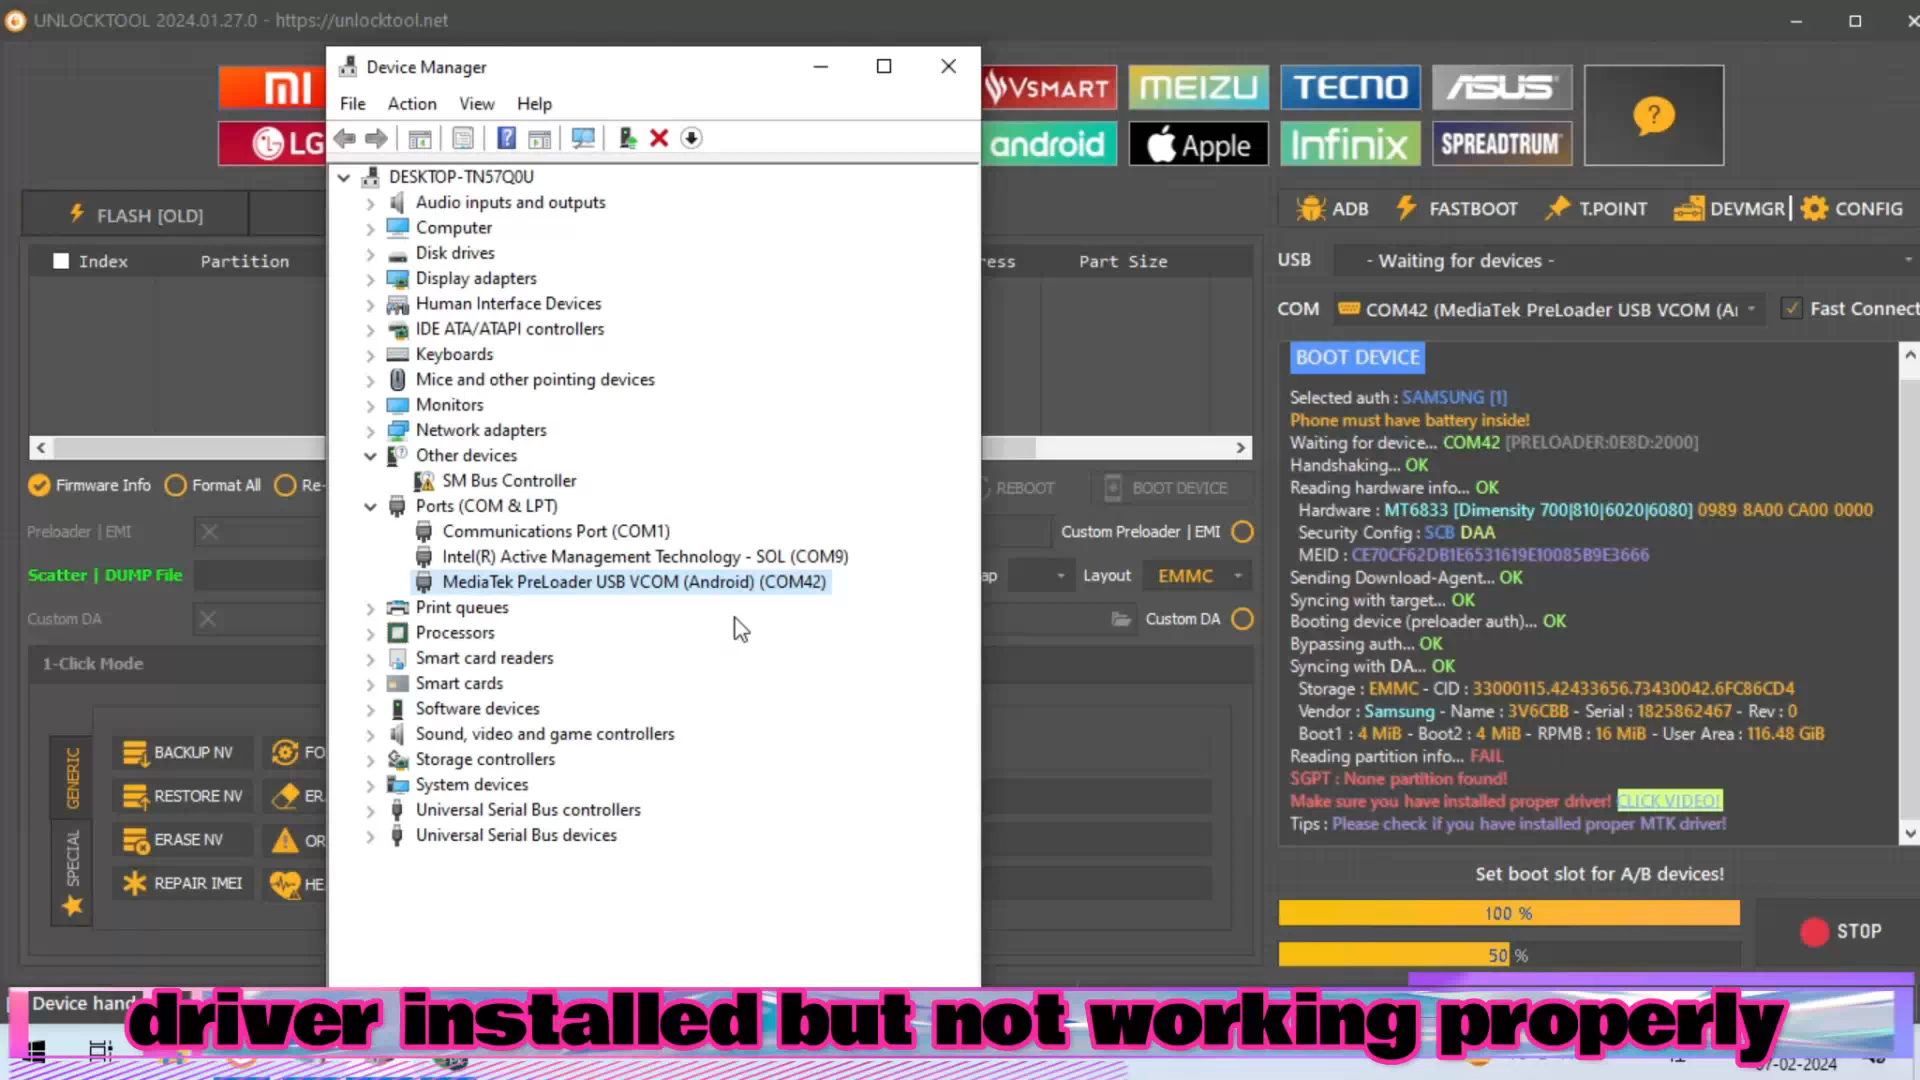 UNLOCKTOOL 2024.01.27.0 - https://unlocktool.net
Device Manager
File Action View Help
MI
LG
VSMART
MEIZU
TECNO
ASUS
android
Apple
Infinix
SPREADTRUM
?
FLASH [OLD]
Index Partition
Part Size
ADB FASTBOOT T.POINT DEVMGR CONFIG
USB - Waiting for devices -
COM COM42 (MediaTek PreLoader USB VCOM (Ai Fast Connect
DESKTOP-TN57Q0U
Audio inputs and outputs
Computer
Disk drives
Display adapters
Human Interface Devices
IDE ATA/ATAPI controllers
Keyboards
Mice and other pointing devices
Monitors
Network adapters
Other devices
SM Bus Controller
Ports (COM & LPT)
Communications Port (COM1)
Intel(R) Active Management Technology - SOL (COM9)
MediaTek PreLoader USB VCOM (Android) (COM42)
Print queues
Processors
Smart card readers
Smart cards
Software devices
Sound, video and game controllers
Storage controllers
System devices
Universal Serial Bus controllers
Universal Serial Bus devices
Firmware Info Format All Re-
Preloader | EMI
Scatter | DUMP File
Custom DA
1-Click Mode
GENERIC
SPECIAL
BACKUP NV FO
RESTORE NV ER
ERASE NV OR
REPAIR IMEI HE
REBOOT BOOT DEVICE
Custom Preloader | EMI
ap Layout EMMC
Custom DA
BOOT DEVICE
Selected auth : SAMSUNG [1]
Phone must have battery inside!
Waiting for device... COM42 [PRELOADER:0E8D:2000]
Handshaking... OK
Reading hardware info... OK
Hardware : MT6833 [Dimensity 700|810|6020|6080] 0989 8A00 CA00 0000
Security Config : SCB DAA
MEID : CE70CF62DB1E6531619E10085B9E3666
Sending Download-Agent... OK
Syncing with target... OK
Booting device (preloader auth)... OK
Bypassing auth... OK
Syncing with DA... OK
Storage : EMMC - CID : 33000115.42433656.73430042.6FC86CD4
Vendor : Samsung - Name : 3V6CBB - Serial : 1825862467 - Rev : 0
Boot1 : 4 MiB - Boot2 : 4 MiB - RPMB : 16 MiB - User Area : 116.48 GiB
Reading partition info... FAIL
SGPT : None partition found!
Make sure you have installed proper driver! CLICK VIDEO!
Tips : Please check if you have installed proper MTK driver!
Set boot slot for A/B devices!
100 %
50 %
STOP
Device hand
driver installed but not working properly
07-02-2024